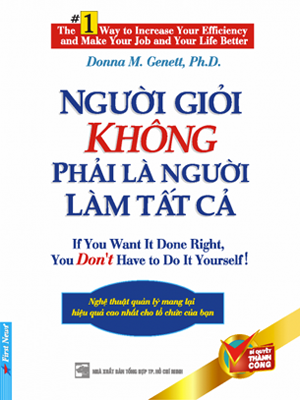 #1
The Way to Increase Your Efficiency
and Make Your Job and Your Life Better
Donna M. Genett, Ph.D.
NGƯỜI GIỎI
KHÔNG
PHẢI LÀ NGƯỜI
LÀM TẤT CẢ
If You Want It Done Right,
You Don't Have to Do It Yourself!
Nghệ thuật quản lý mang lại
hiệu quả cao nhất cho tổ chức của bạn
First News
NHÀ XUẤT BẢN TỔNG HỢP TP. HỒ CHÍ MINH
BÍ QUYẾT
THÀNH
CÔNG